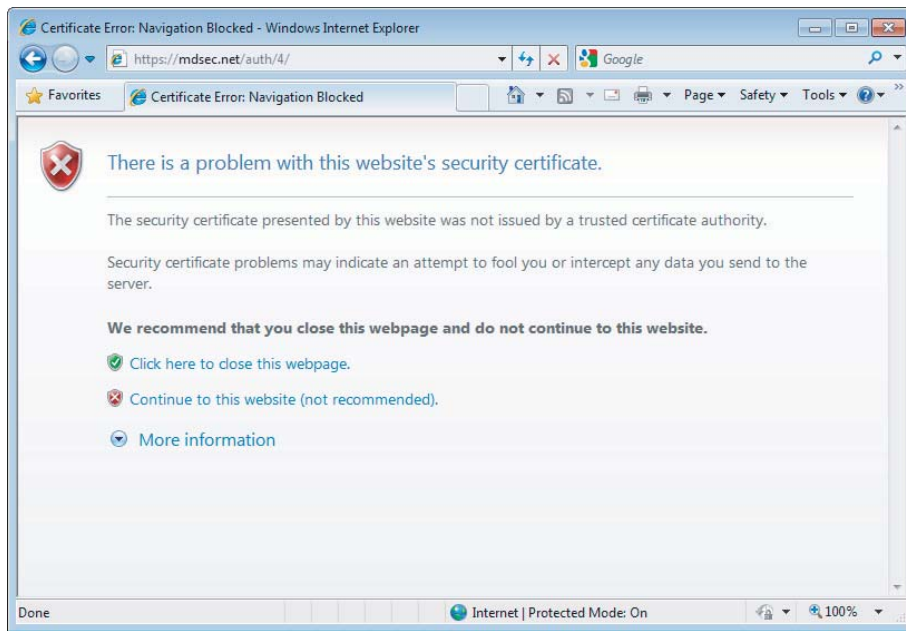 Certificate Error: Navigation Blocked - Windows Internet Explorer
https://mdsec.net/auth/4/
Google
Favorites
Certificate Error: Navigation Blocked
Page
Safety
Tools
There is a problem with this website's security certificate.
The security certificate presented by this website was not issued by a trusted certificate authority.
Security certificate problems may indicate an attempt to fool you or intercept any data you send to the
server.
We recommend that you close this webpage and do not continue to this website.
Click here to close this webpage.
Continue to this website (not recommended).
More information
Done
Internet | Protected Mode: On
100%